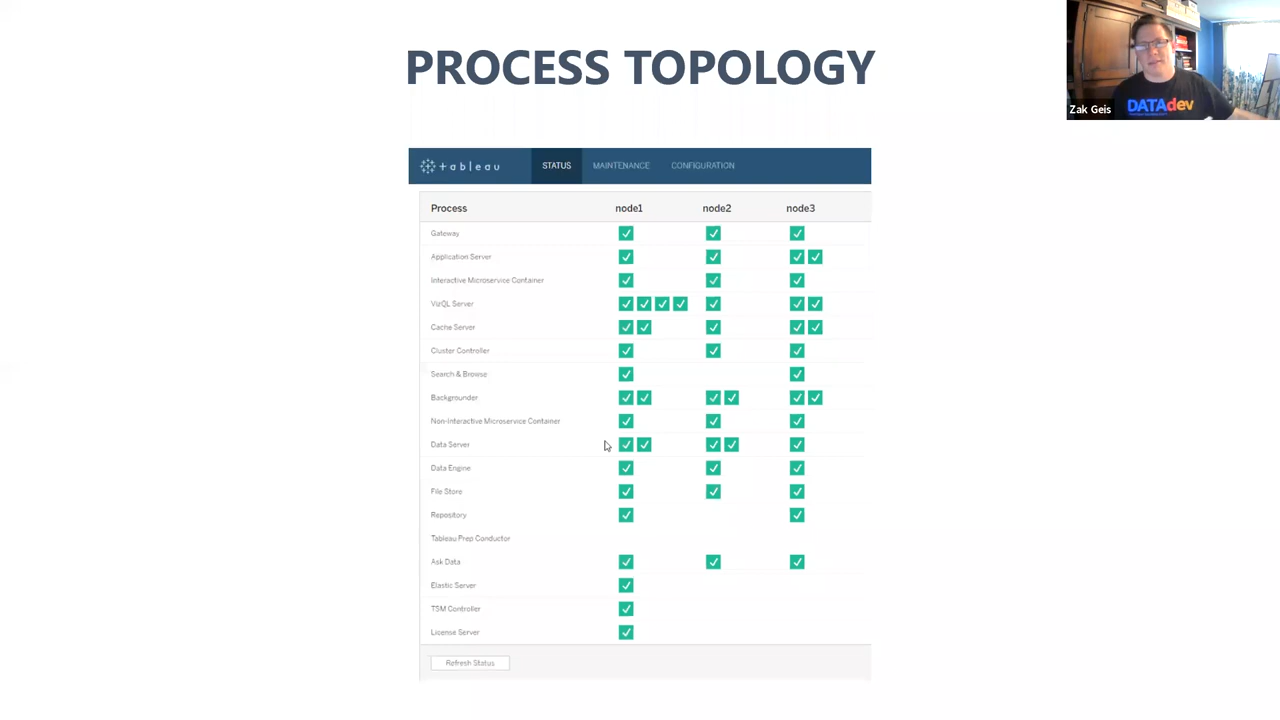 PROCESS TOPOLOGY
DATAdev
Zak Geis
+ a b l e a u STATUS MAINTENANCE CONFIGURATION
Process node1 node2 node3
Gateway
Application Server
Interactive Microservice Container
VizQL Server
Cache Server
Cluster Controller
Search & Browse
Backgrounder
Non-Interactive Microservice Container
Data Server
Data Engine
File Store
Repository
Tableau Prep Conductor
Ask Data
Elastic Server
TSM Controller
License Server
Refresh Status